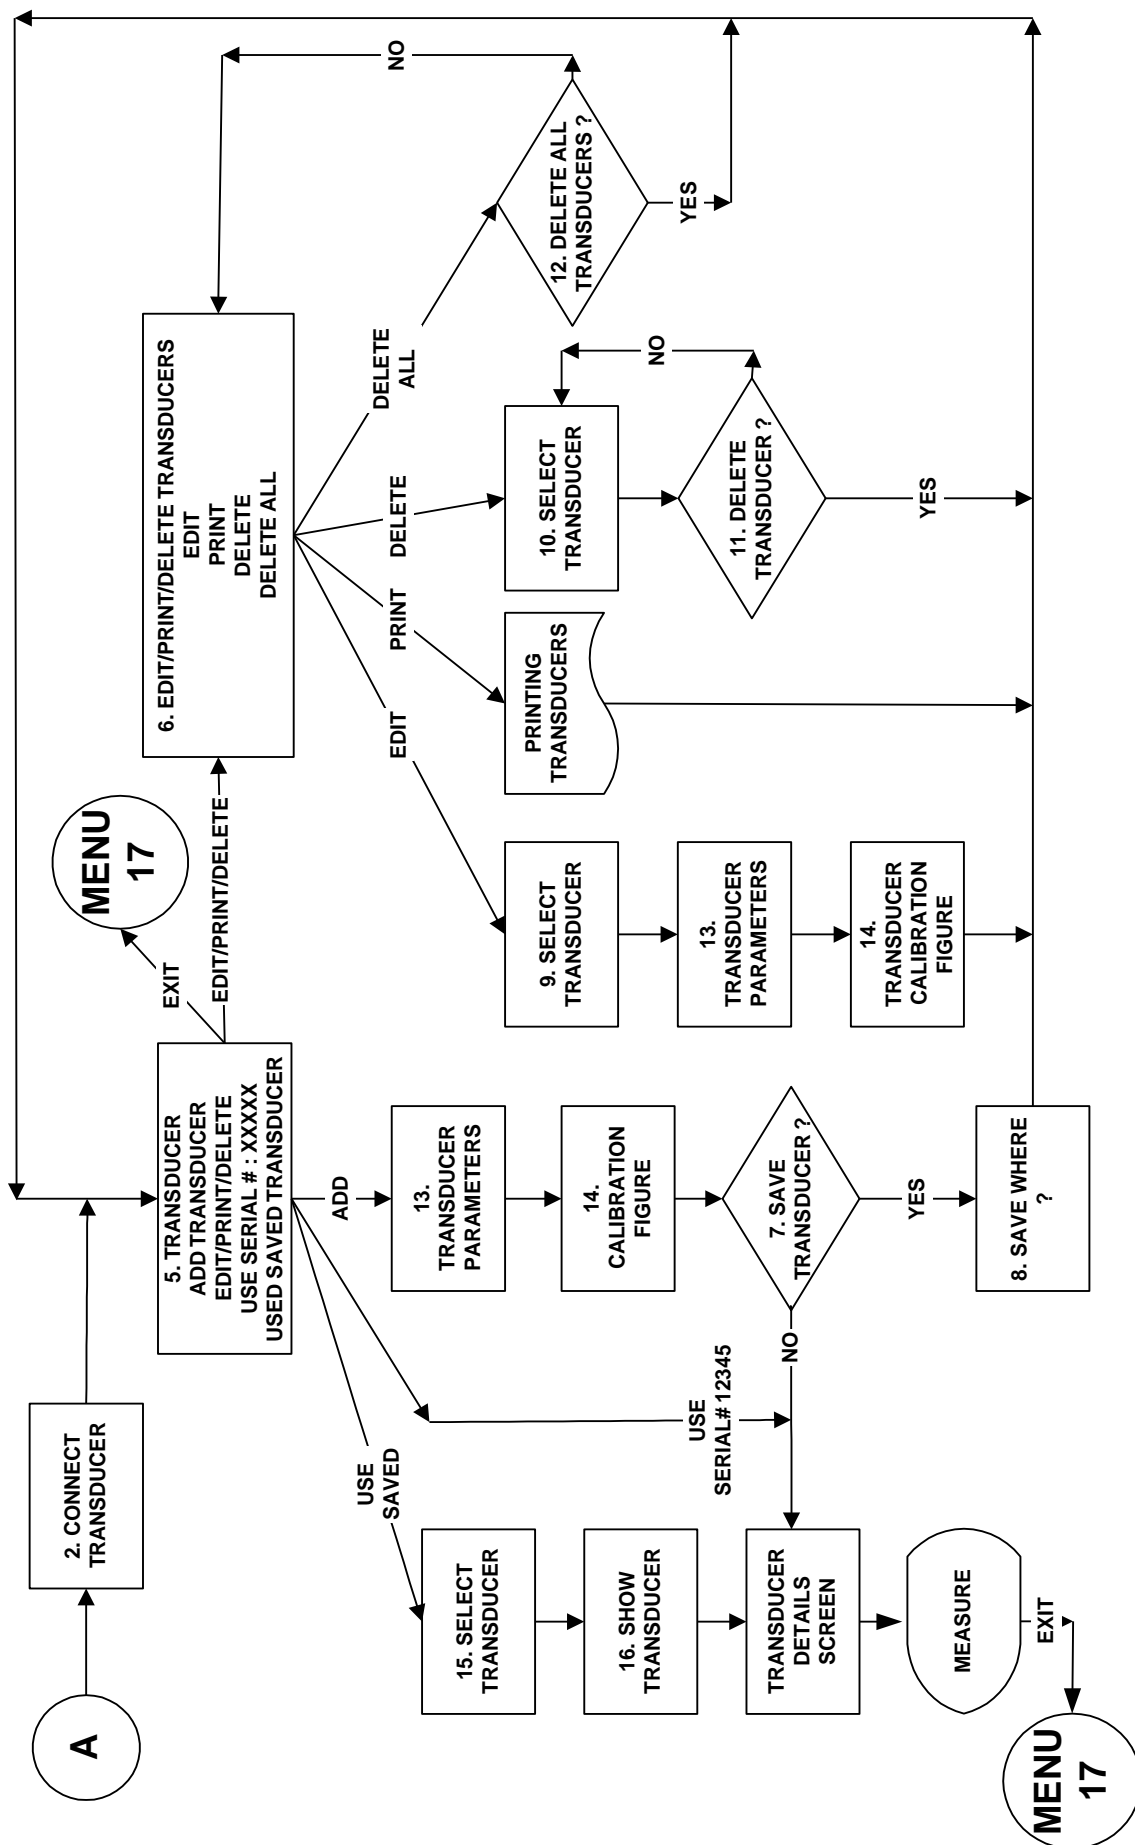 A
2. CONNECT
TRANSDUCER
5. TRANSDUCER
ADD TRANSDUCER
EDIT/PRINT/DELETE
USE SERIAL # : XXXXX
USED SAVED TRANSDUCER
EXIT
MENU
17
EDIT/PRINT/DELETE
6. EDIT/PRINT/DELETE TRANSDUCERS
EDIT
PRINT
DELETE
DELETE ALL
NO
USE
SAVED
15. SELECT
TRANSDUCER
16. SHOW
TRANSDUCER
TRANSDUCER
DETAILS
SCREEN
MEASURE
EXIT
MENU
17
USE
SERIAL# 12345
ADD
13.
TRANSDUCER
PARAMETERS
14.
CALIBRATION
FIGURE
7. SAVE
TRANSDUCER ?
NO
YES
8. SAVE WHERE
?
EDIT
9. SELECT
TRANSDUCER
13.
TRANSDUCER
PARAMETERS
14.
TRANSDUCER
CALIBRATION
FIGURE
PRINT
PRINTING
TRANSDUCERS
DELETE
10. SELECT
TRANSDUCER
11. DELETE
TRANSDUCER ?
NO
YES
DELETE
ALL
12. DELETE ALL
TRANSDUCERS ?
YES